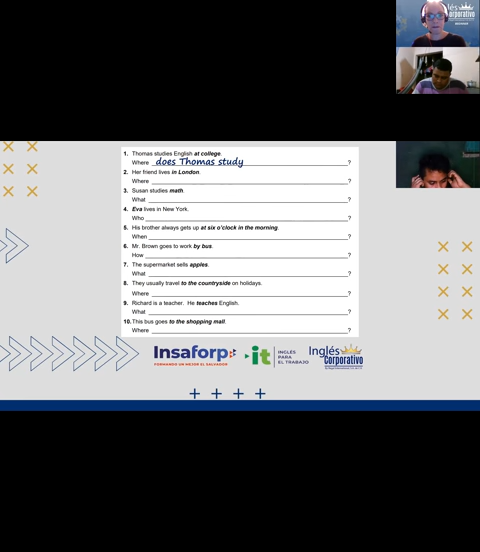 lés
orporativo
1. Thomas studies English at college.
Where does Thomas study ?
2. Her friend lives in London.
Where ?
3. Susan studies math.
What ?
4. Eva lives in New York.
Who ?
5. His brother always gets up at six o'clock in the morning.
When ?
6. Mr. Brown goes to work by bus.
How ?
7. The supermarket sells apples.
What ?
8. They usually travel to the countryside on holidays.
Where ?
9. Richard is a teacher. He teaches English.
What ?
10. This bus goes to the shopping mall.
Where ?
Insaforp
FORMANDO UN MEJOR EL SALVADOR
it
INGLÉS
PARA
EL TRABAJO
Inglés
Corporativo